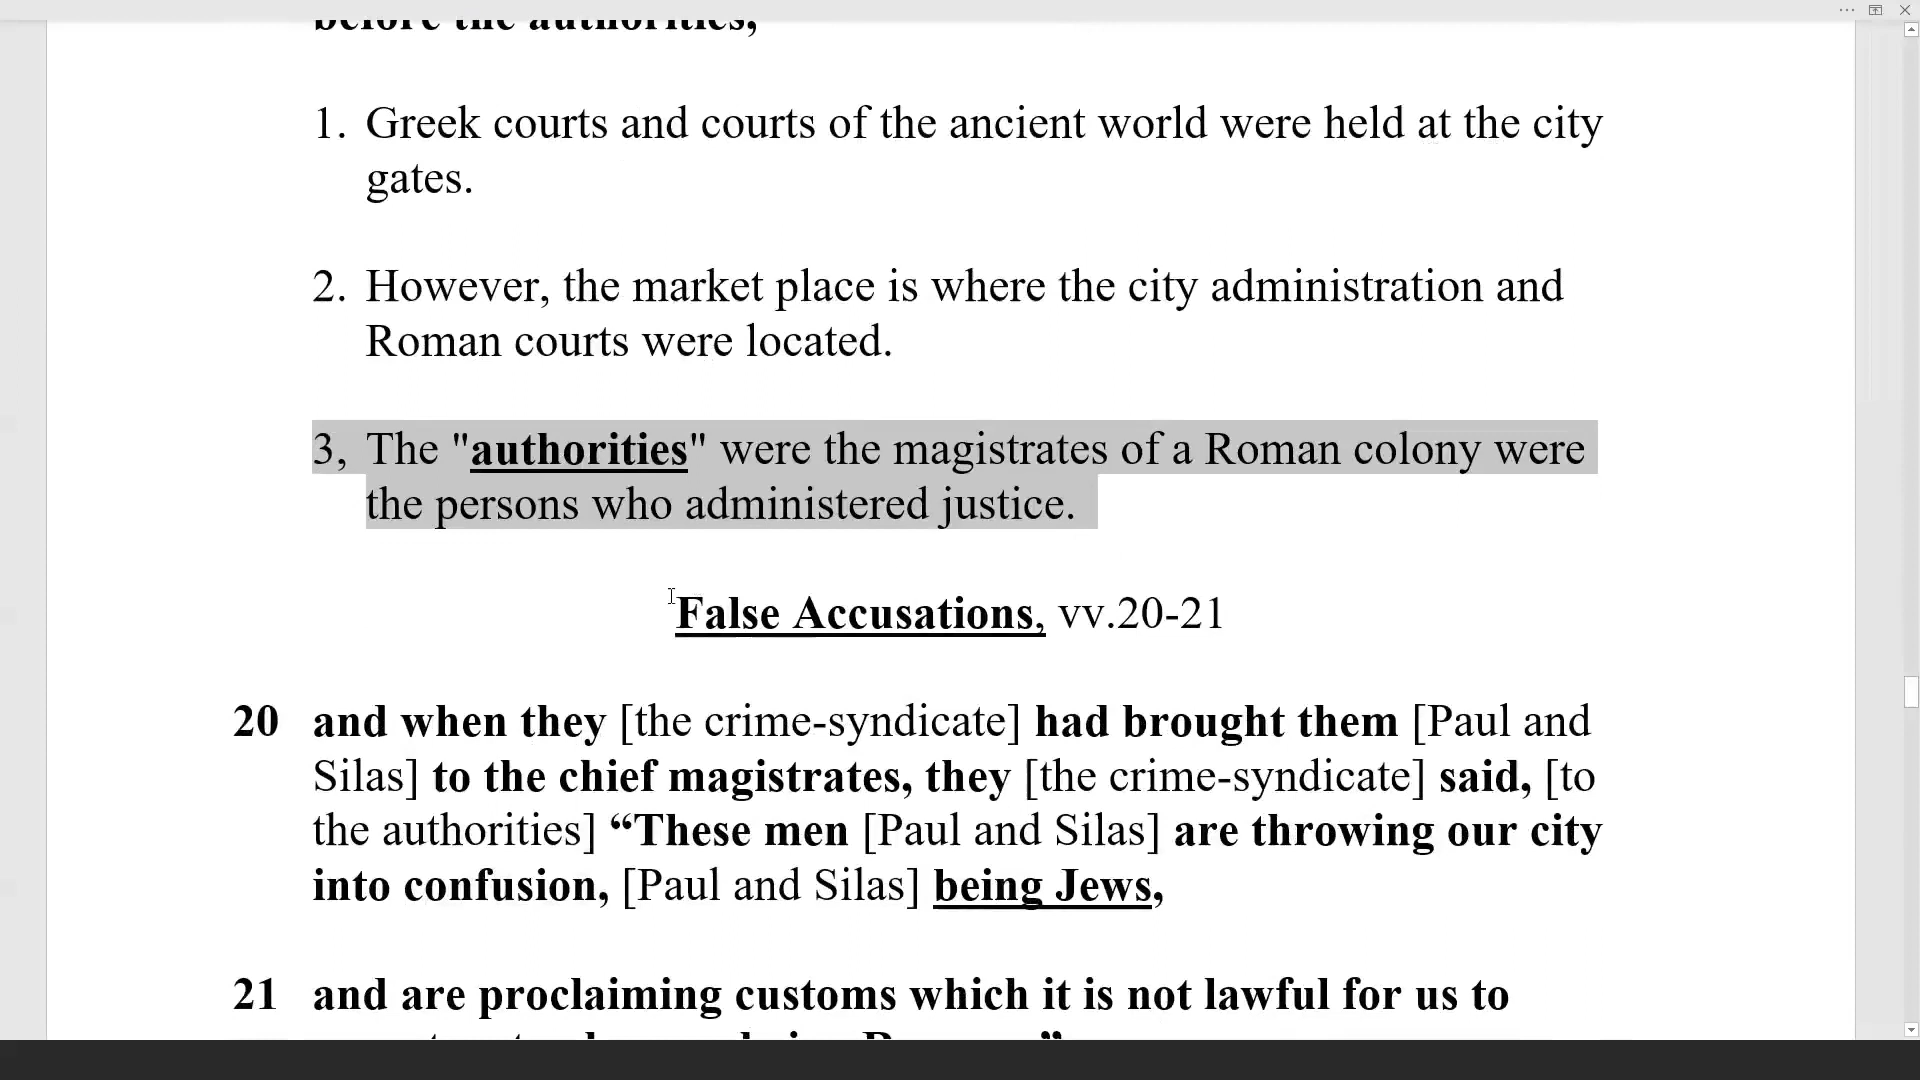 before the authorities,
1. Greek courts and courts of the ancient world were held at the city
gates.
2. However, the market place is where the city administration and
Roman courts were located.
3, The "authorities" were the magistrates of a Roman colony were
the persons who administered justice.
False Accusations, vv.20-21
20 and when they [the crime-syndicate] had brought them [Paul and
Silas] to the chief magistrates, they [the crime-syndicate] said, [to
the authorities] “These men [Paul and Silas] are throwing our city
into confusion, [Paul and Silas] being Jews,
21 and are proclaiming customs which it is not lawful for us to